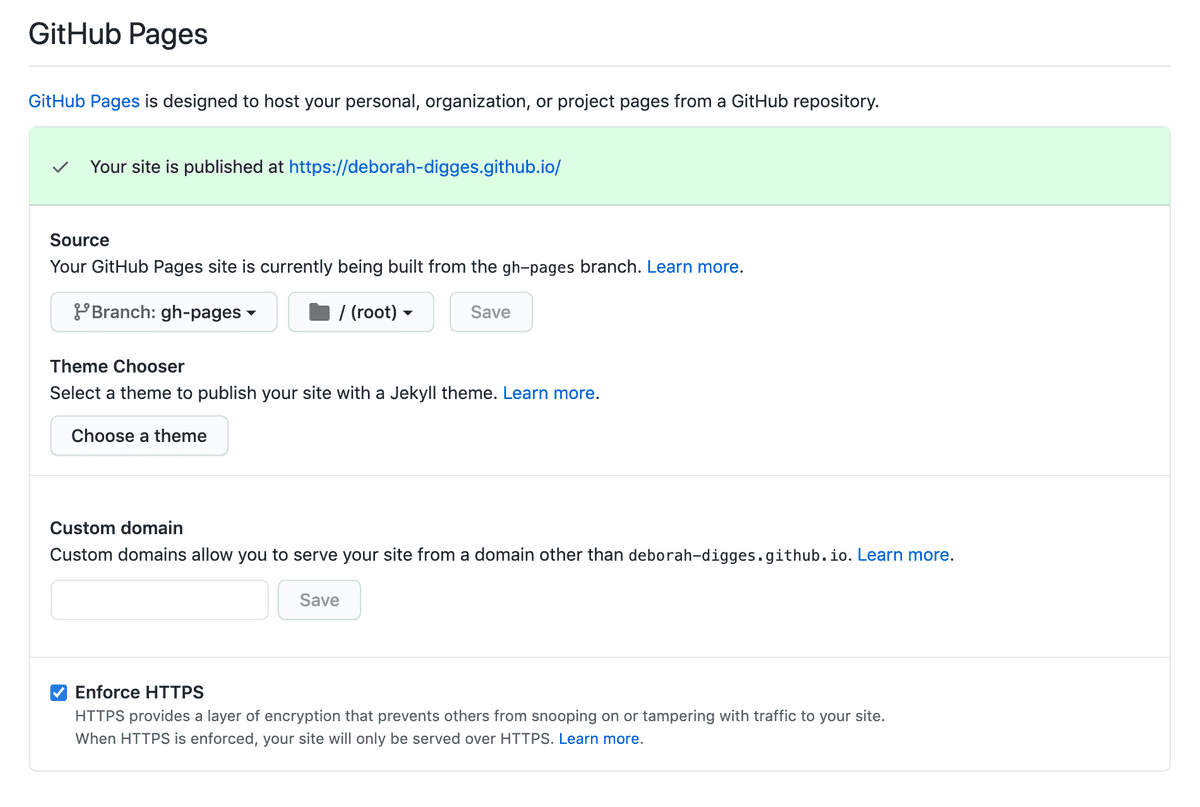 GitHub Pages
GitHub Pages is designed to host your personal, organization, or project pages from a GitHub repository.
Your site is published at https://deborah-digges.github.io/
Source
Your GitHub Pages site is currently being built from the gh-pages branch. Learn more.
Branch: gh-pages / (root) Save
Theme Chooser
Select a theme to publish your site with a Jekyll theme. Learn more.
Choose a theme
Custom domain
Custom domains allow you to serve your site from a domain other than deborah-digges.github.io. Learn more.
Save
Enforce HTTPS
HTTPS provides a layer of encryption that prevents others from snooping on or tampering with traffic to your site.
When HTTPS is enforced, your site will only be served over HTTPS. Learn more.